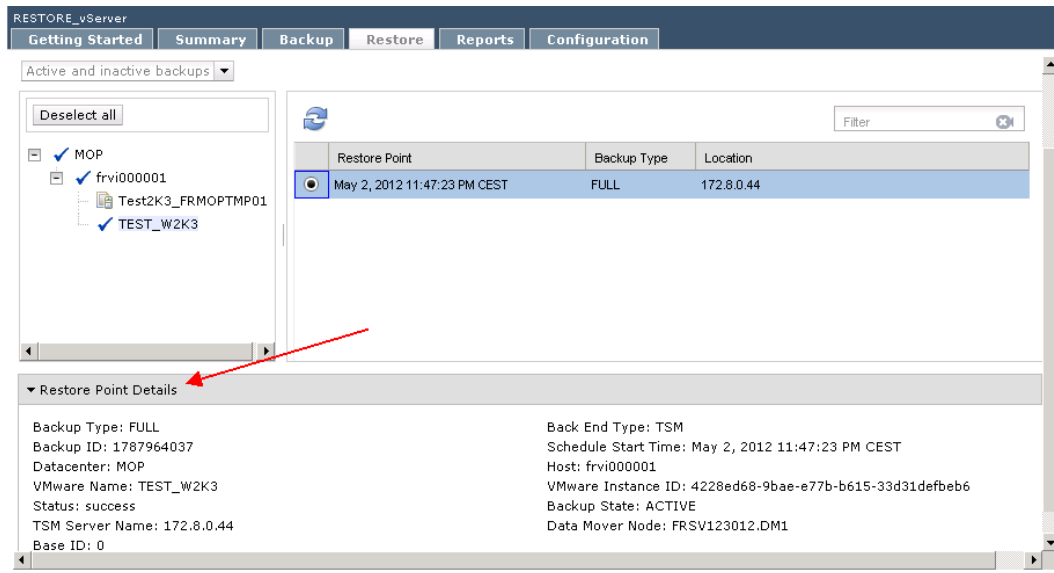 RESTORE_vServer
Getting Started Summary Backup Restore Reports Configuration
Active and inactive backups
Deselect all
Filter
MOP
frvi000001
Test2K3_FRMOPTMP01
TEST_W2K3
Restore Point Backup Type Location
May 2, 2012 11:47:23 PM CEST FULL 172.8.0.44
Restore Point Details
Backup Type: FULL
Backup ID: 1787964037
Datacenter: MOP
VMware Name: TEST_W2K3
Status: success
TSM Server Name: 172.8.0.44
Base ID: 0
Back End Type: TSM
Schedule Start Time: May 2, 2012 11:47:23 PM CEST
Host: frvi000001
VMware Instance ID: 4228ed68-9bae-e77b-b615-33d31defbeb6
Backup State: ACTIVE
Data Mover Node: FRSV123012.DM1